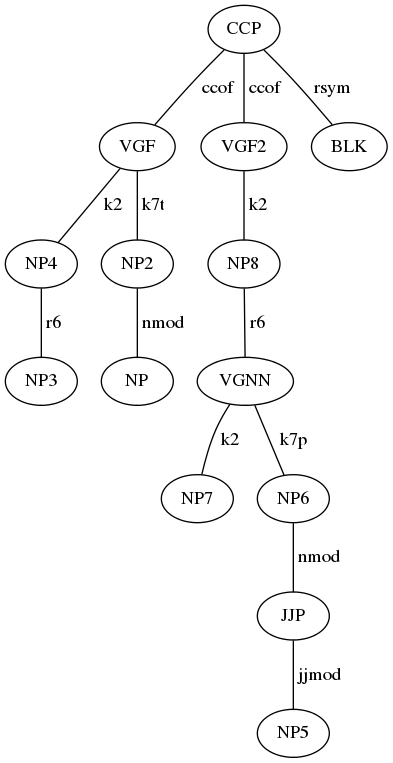 CCP
ccof ccof rsym
VGF VGF2 BLK
k2 k7t k2
NP4 NP2 NP8
r6 nmod r6
NP3 NP VGNN
k2 k7p
NP7 NP6
nmod
JJP
jjmod
NP5